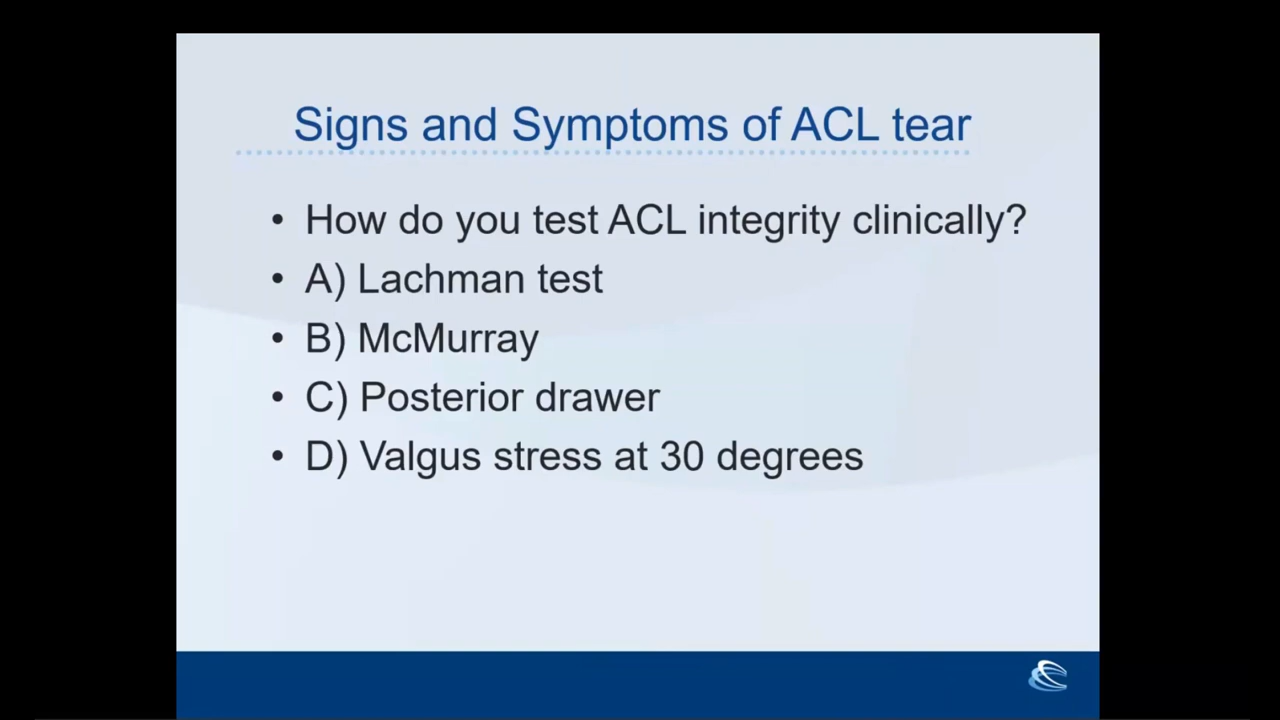 Signs and Symptoms of ACL tear
• How do you test ACL integrity clinically?
• A) Lachman test
• B) McMurray
• C) Posterior drawer
• D) Valgus stress at 30 degrees